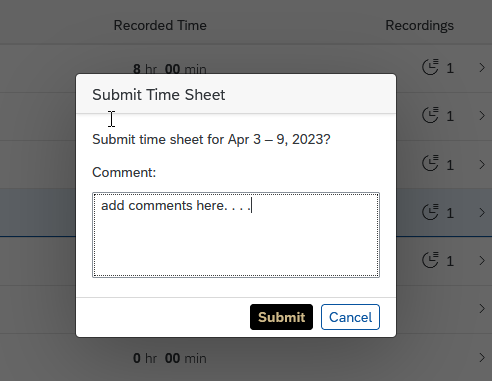 Recorded Time Recordings
8 hr 00 min 1
Submit Time Sheet
1
Submit time sheet for Apr 3 – 9, 2023?
1
Comment:
add comments here. . . .
1
1
Submit Cancel
0 hr 00 min